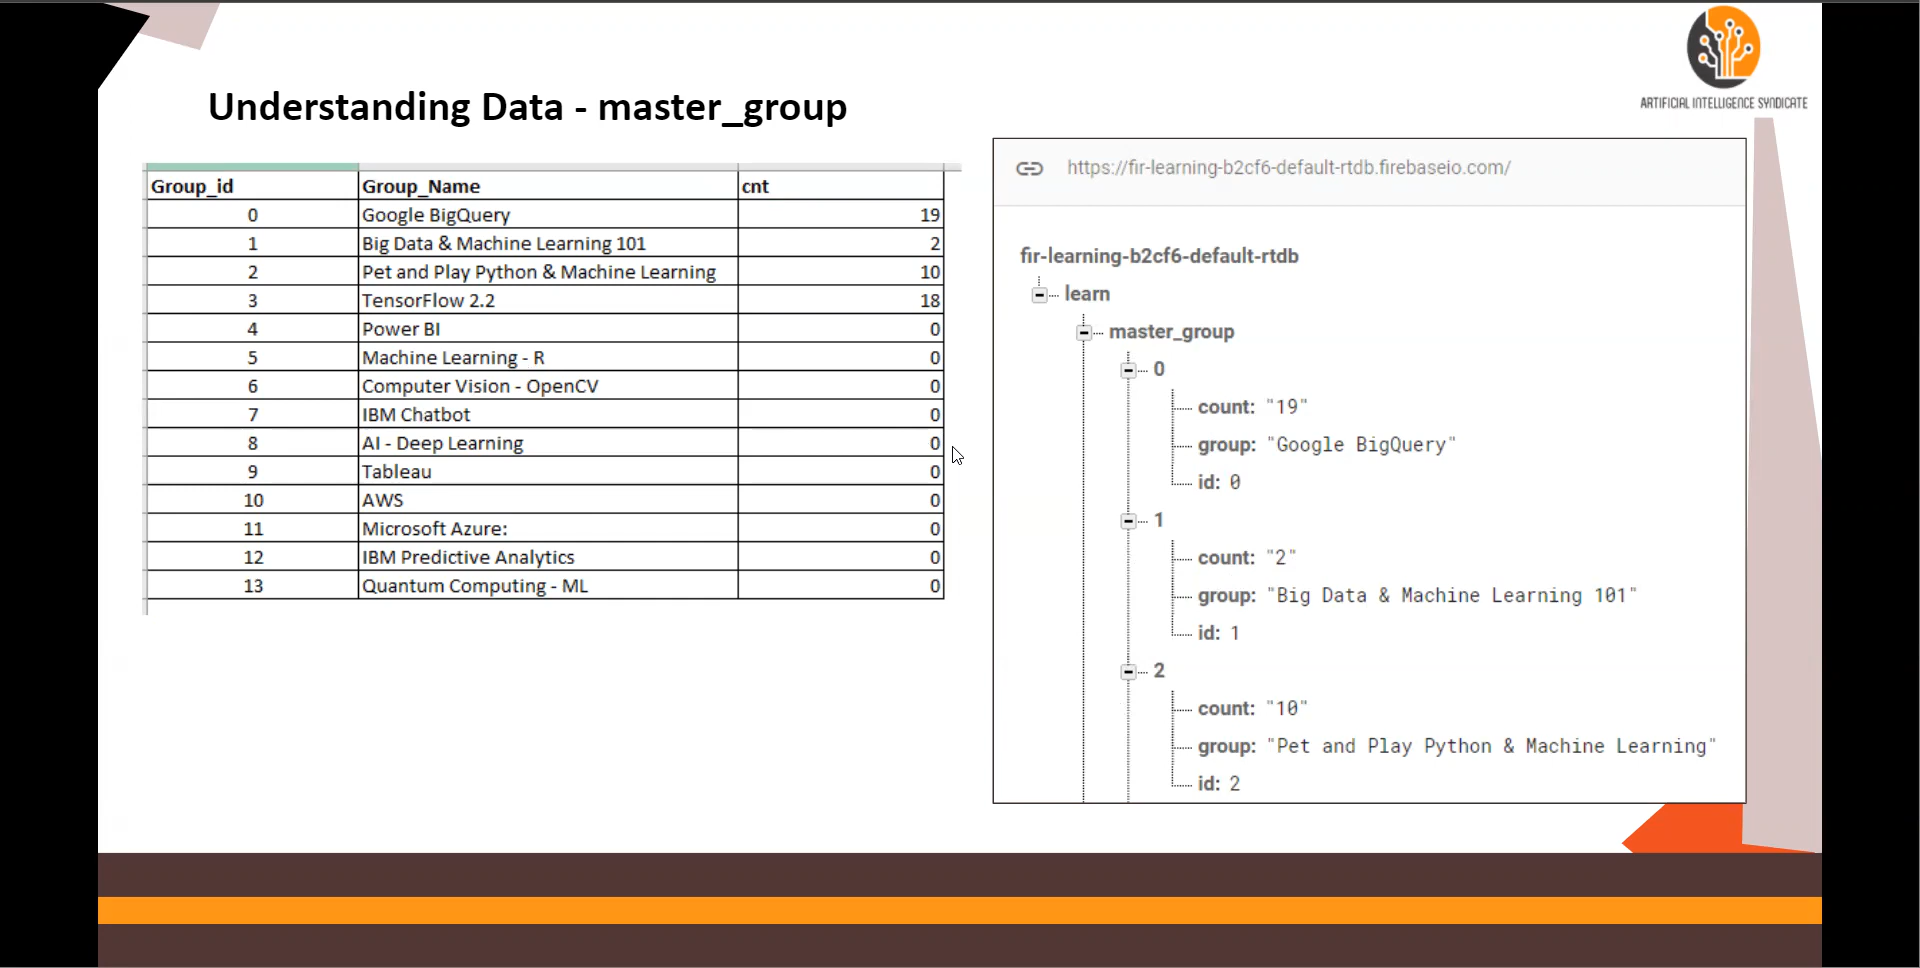 ARTIFICIAL INTELLIGENCE SYNDICATE
Understanding Data - master_group
Group_id Group_Name cnt
0 Google BigQuery 19
1 Big Data & Machine Learning 101 2
2 Pet and Play Python & Machine Learning 10
3 TensorFlow 2.2 18
4 Power BI 0
5 Machine Learning - R 0
6 Computer Vision - OpenCV 0
7 IBM Chatbot 0
8 AI - Deep Learning 0
9 Tableau 0
10 AWS 0
11 Microsoft Azure: 0
12 IBM Predictive Analytics 0
13 Quantum Computing - ML 0
https://fir-learning-b2cf6-default-rtdb.firebaseio.com/
fir-learning-b2cf6-default-rtdb
learn
master_group
0
count: "19"
group: "Google BigQuery"
id: 0
1
count: "2"
group: "Big Data & Machine Learning 101"
id: 1
2
count: "10"
group: "Pet and Play Python & Machine Learning"
id: 2